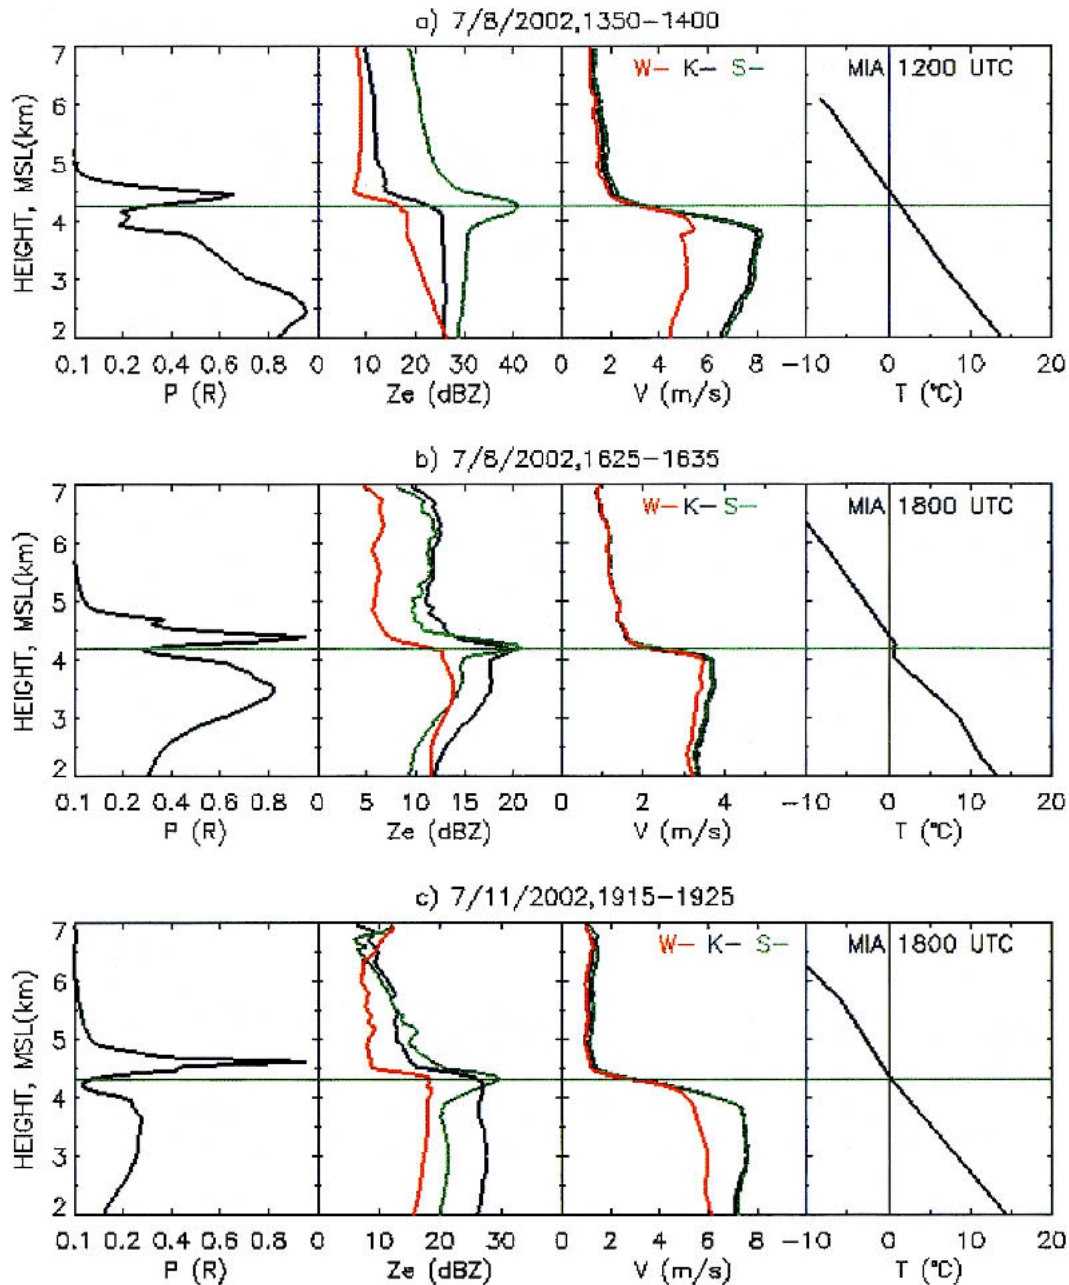 a) 7/8/2002,1350-1400
7
6
5
4
3
2
HEIGHT, MSL(km)
W- K- S-
MIA 1200 UTC
0.1 0.2 0.4 0.6 0.8 0 10 20 30 40 0 2 4 6 8 -10 0 10 20
P (R) Ze (dBZ) V (m/s) T (°C)
b) 7/8/2002,1625-1635
7
6
5
4
3
2
HEIGHT, MSL(km)
W- K- S-
MIA 1800 UTC
0.1 0.2 0.4 0.6 0.8 0 5 10 15 20 0 2 4 -10 0 10 20
P (R) Ze (dBZ) V (m/s) T (°C)
c) 7/11/2002,1915-1925
7
6
5
4
3
2
HEIGHT, MSL(km)
W- K- S-
MIA 1800 UTC
0.1 0.2 0.4 0.6 0.8 0 10 20 30 0 2 4 6 8 -10 0 10 20
P (R) Ze (dBZ) V (m/s) T (°C)